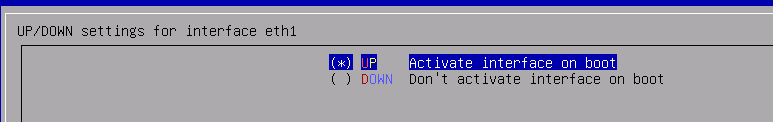 UP/DOWN settings for interface eth1
(*) UP Activate interface on boot
( ) DOWN Don't activate interface on boot